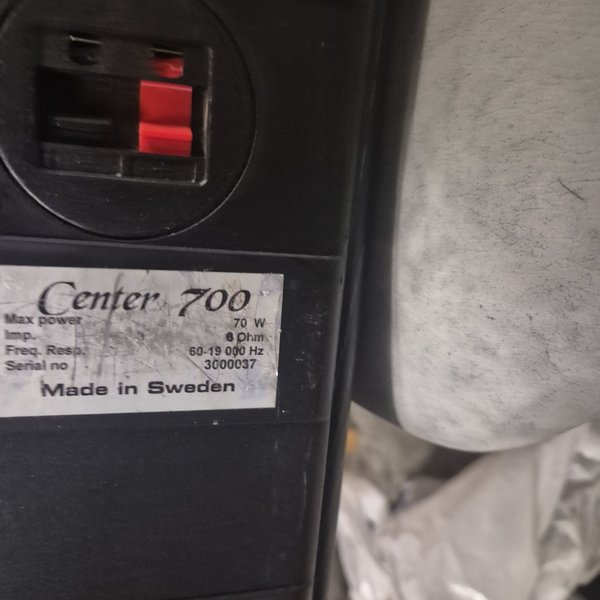 Center 700
Max power 70 W
Imp. 8 Ohm
Freq. Resp. 60-19 000 Hz
Serial no 3000037
Made in Sweden